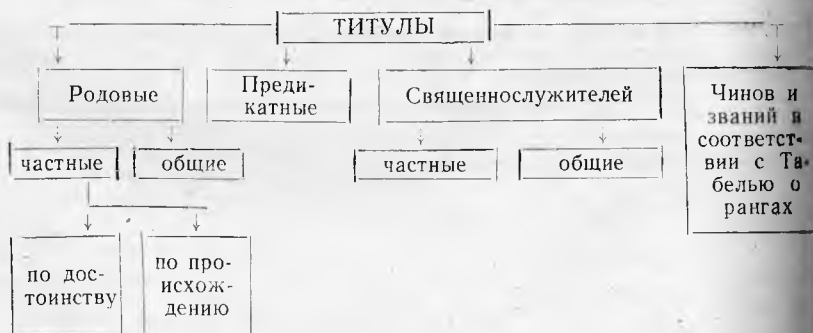 ТИТУЛЫ
Родовые
Преди-
катные
Священнослужителей
Чинов и
званий в
соответст-
вии с Та-
белью о
рангах
частные
общие
частные
общие
по дос-
тоинству
по про-
исхож-
дению